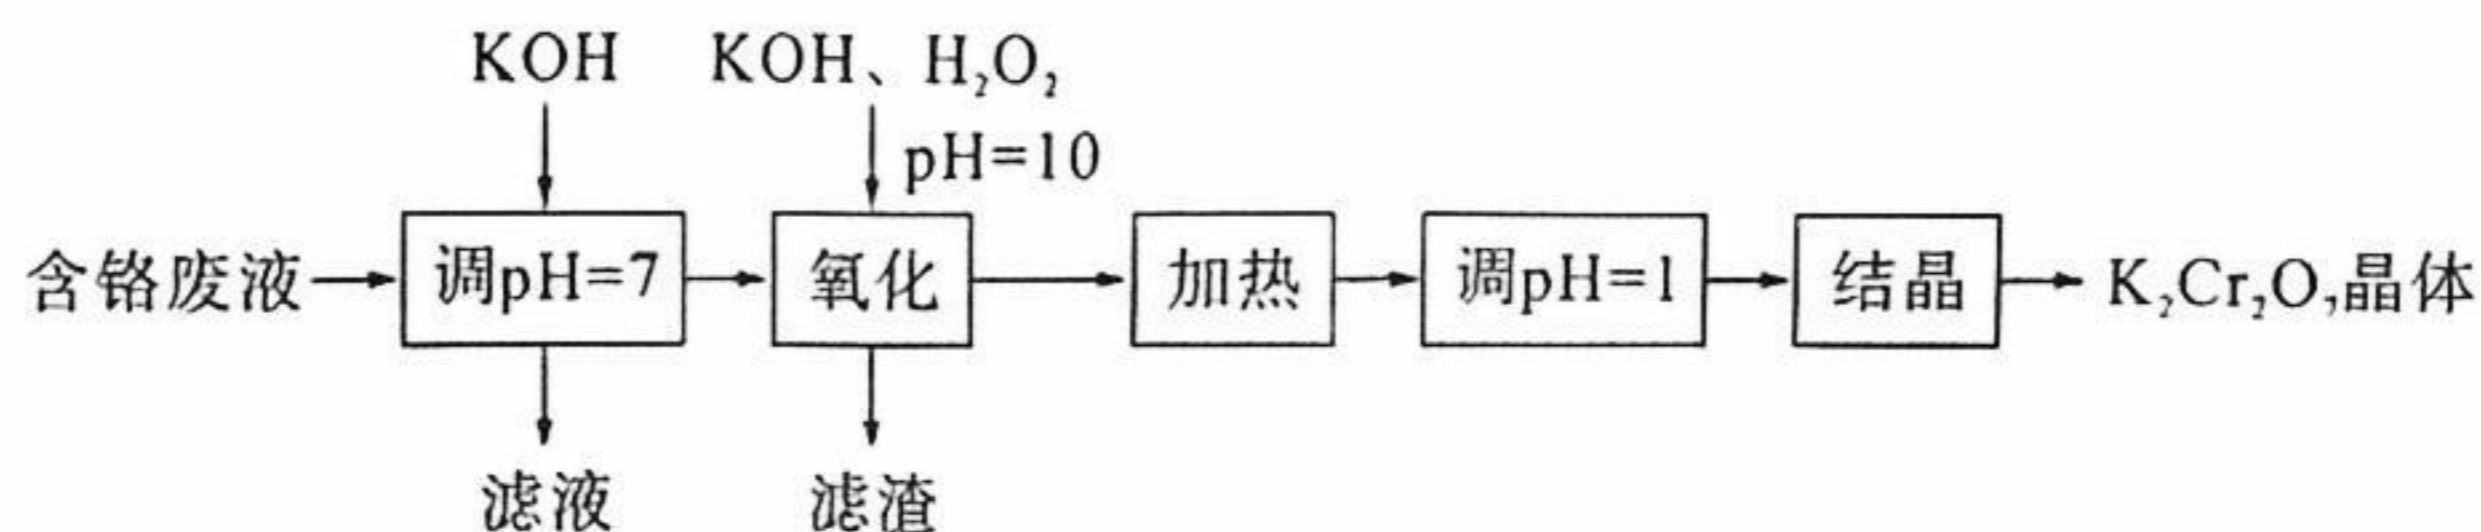 KOH KOH、H₂O₂
pH=10
含铬废液 调pH=7 氧化 加热 调pH=1 结晶 K₂Cr₂O₇晶体
滤液 滤渣